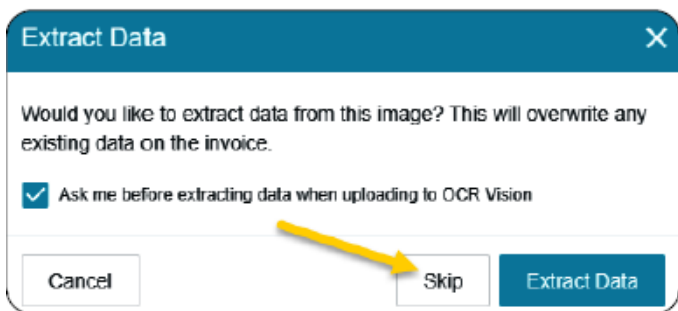 Extract Data
Would you like to extract data from this image? This will overwrite any
existing data on the invoice.
Ask me before extracting data when uploading to OCR Vision
Cancel
Skip
Extract Data